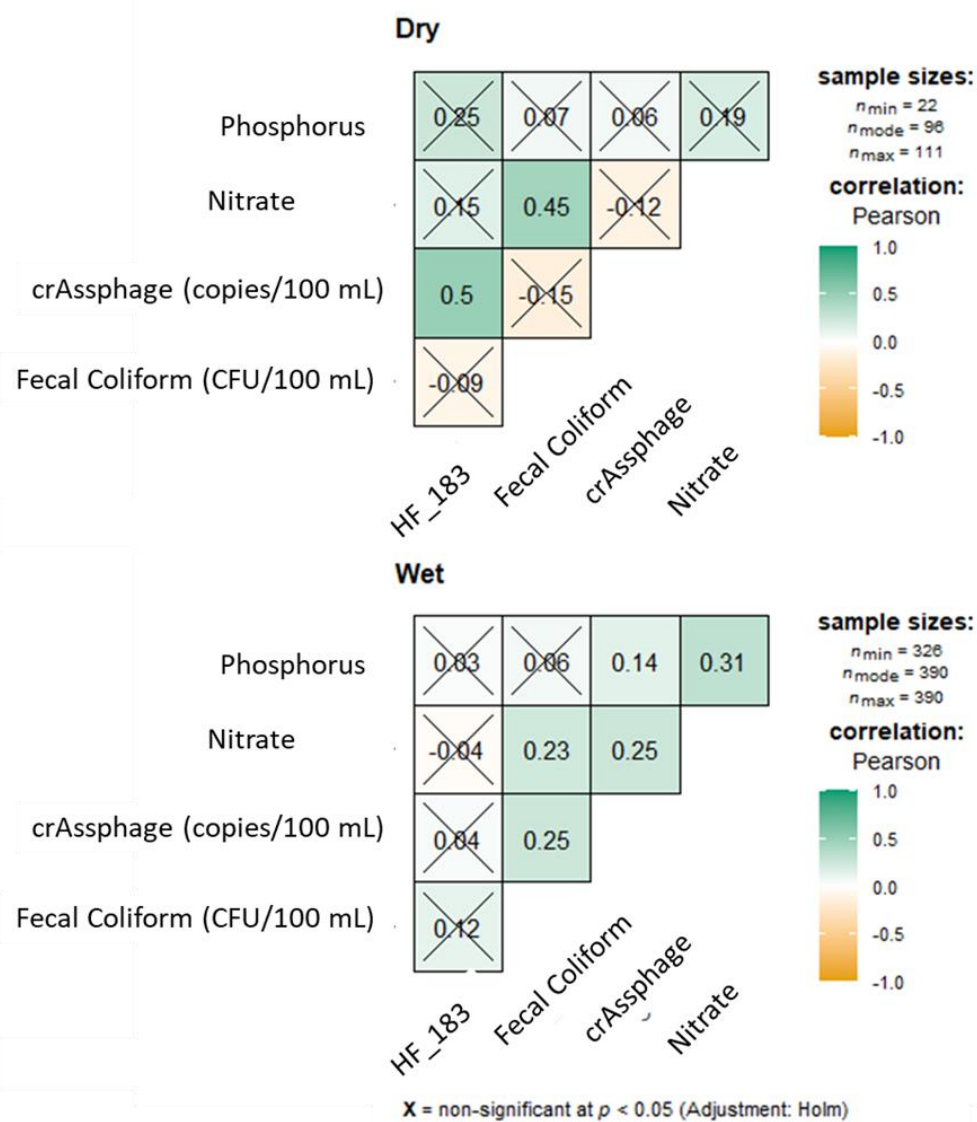 Dry
Phosphorus 0.25 0.07 0.06 0.19
Nitrate 0.15 0.45 -0.12
crAssphage (copies/100 mL) 0.5 -0.15
Fecal Coliform (CFU/100 mL) -0.09
HF_183 Fecal Coliform crAssphage Nitrate
sample sizes:
nmin = 22
nmode = 96
nmax = 111
correlation:
Pearson
1.0
0.5
0.0
-0.5
-1.0
Wet
Phosphorus 0.03 0.06 0.14 0.31
Nitrate -0.04 0.23 0.25
crAssphage (copies/100 mL) 0.04 0.25
Fecal Coliform (CFU/100 mL) 0.12
HF_183 Fecal Coliform crAssphage Nitrate
sample sizes:
nmin = 326
nmode = 390
nmax = 390
correlation:
Pearson
1.0
0.5
0.0
-0.5
-1.0
X = non-significant at p < 0.05 (Adjustment: Holm)